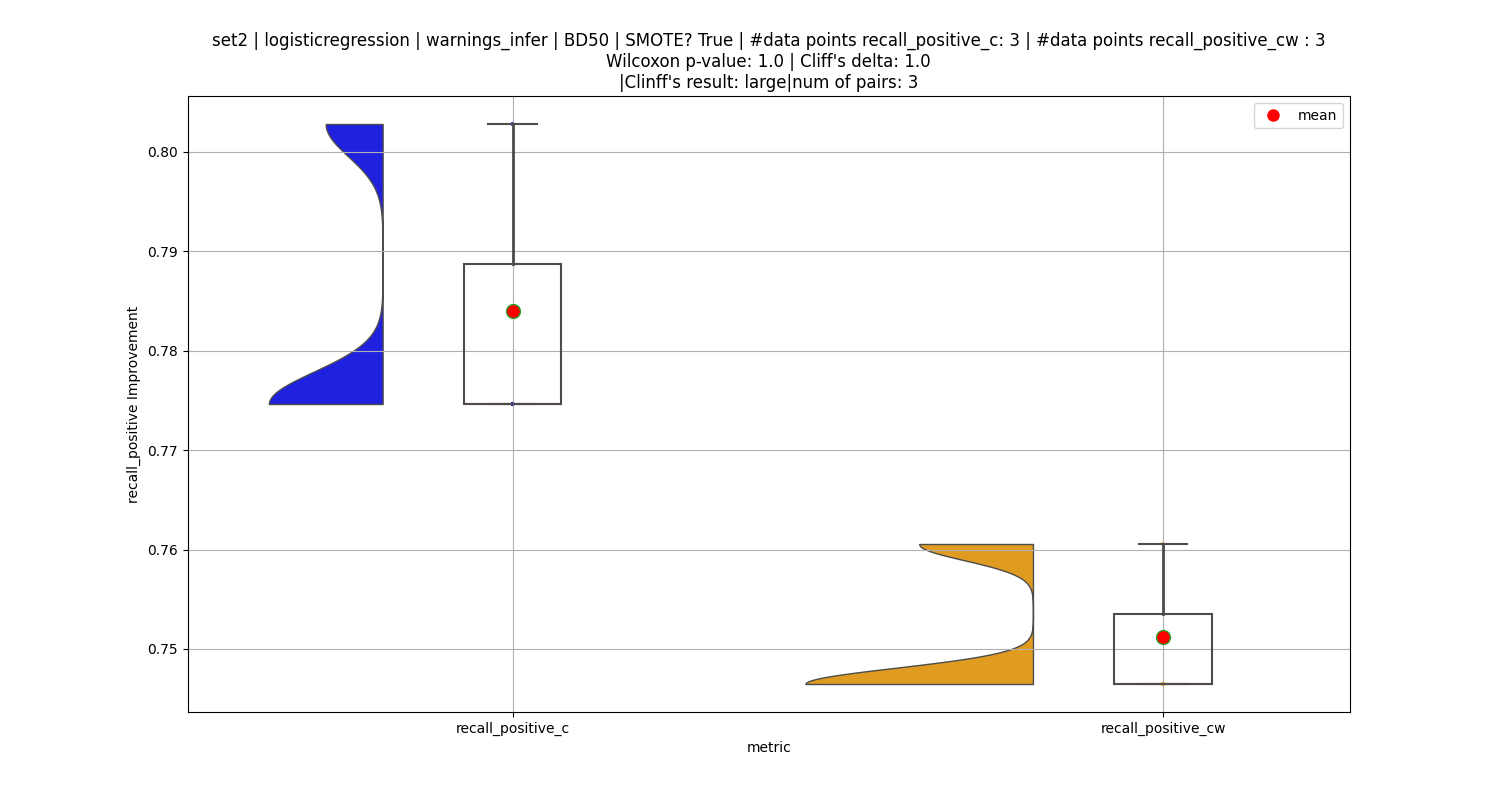 set2 | logisticregression | warnings_infer | BD50 | SMOTE? True | #data points recall_positive_c: 3 | #data points recall_positive_cw : 3
Wilcoxon p-value: 1.0 | Cliff's delta: 1.0
|Clinff's result: large|num of pairs: 3
mean
0.80
0.79
0.78
0.77
0.76
0.75
recall_positive Improvement
recall_positive_c
recall_positive_cw
metric